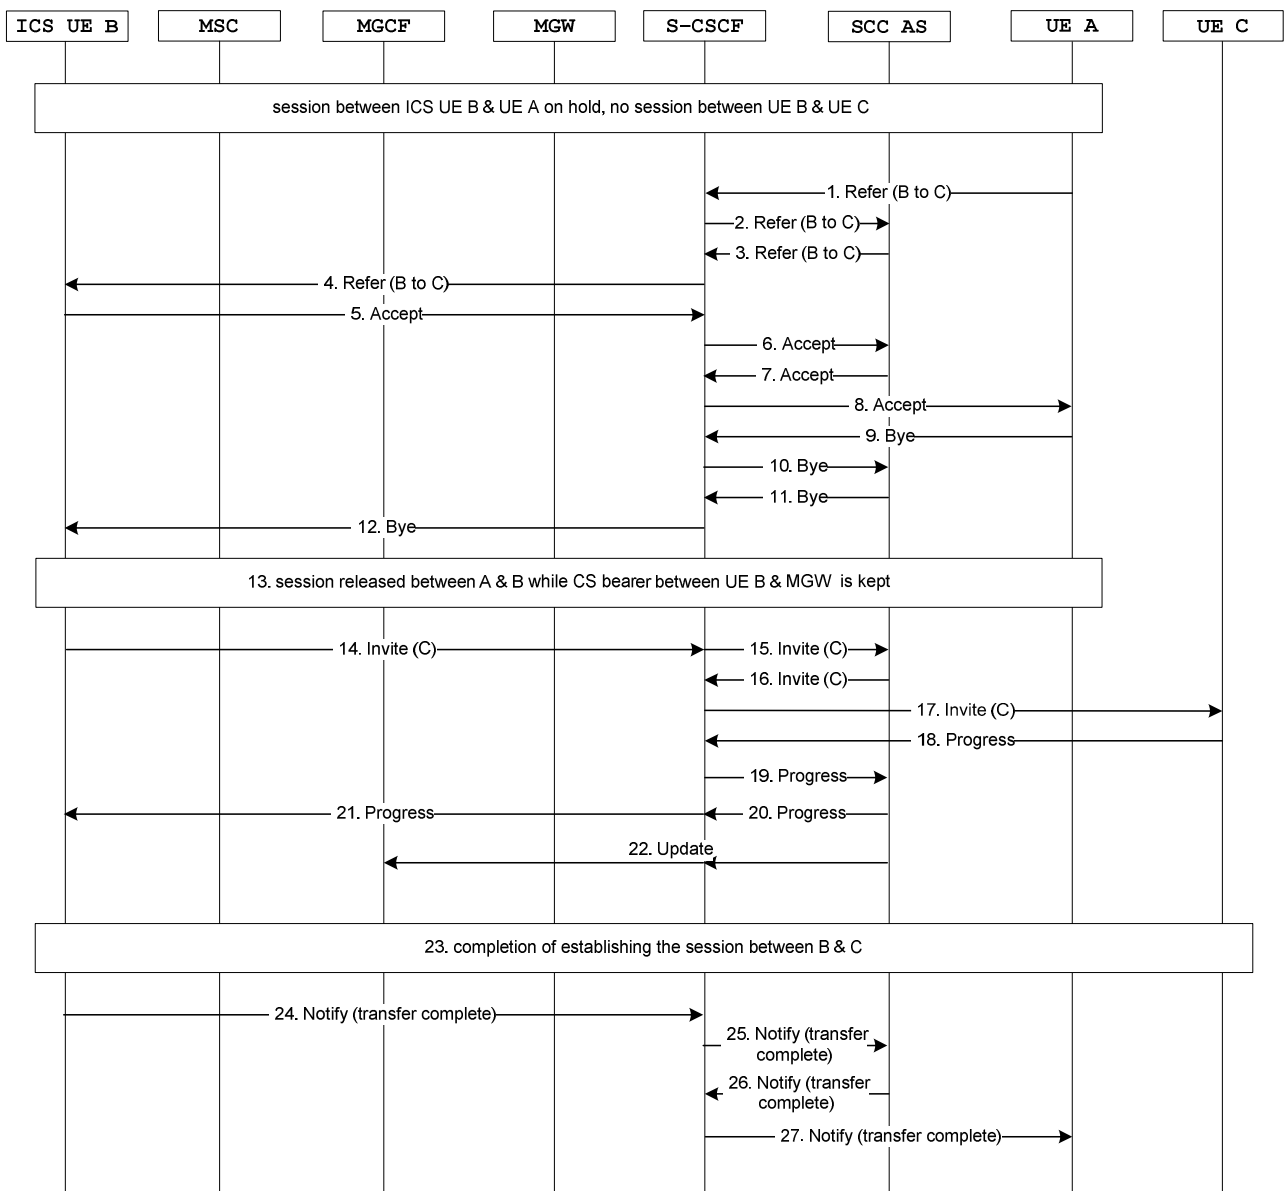 ICS UE B
MSC
MGCF
MGW
S-CSCF
SCC AS
UE A
UE C
session between ICS UE B & UE A on hold, no session between UE B & UE C
1. Refer (B to C)
2. Refer (B to C)
3. Refer (B to C)
4. Refer (B to C)
5. Accept
6. Accept
7. Accept
8. Accept
9. Bye
10. Bye
11. Bye
12. Bye
13. session released between A & B while CS bearer between UE B & MGW is kept
14. Invite (C)
15. Invite (C)
16. Invite (C)
17. Invite (C)
18. Progress
19. Progress
21. Progress
20. Progress
22. Update
23. completion of establishing the session between B & C
24. Notify (transfer complete)
25. Notify (transfer
complete)
26. Notify (transfer
complete)
27. Notify (transfer complete)